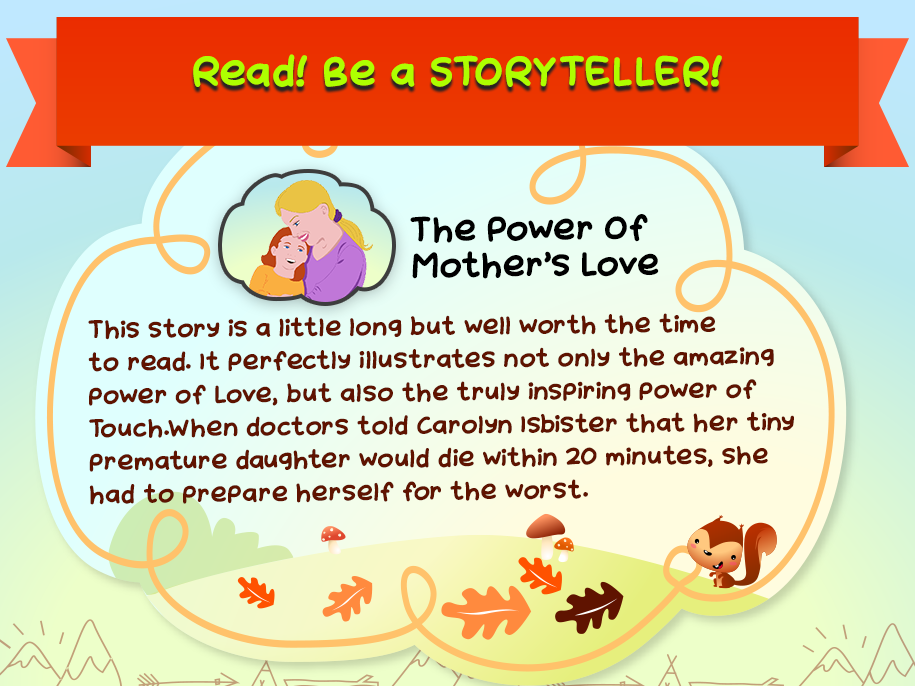 Read! Be a STORYTELLER!
The Power Of
Mother's Love
This story is a little long but well worth the time
to read. It perfectly illustrates not only the amazing
power of Love, but also the truly inspiring power of
Touch.When doctors told Carolyn Isbister that her tiny
premature daughter would die within 20 minutes, she
had to prepare herself for the worst.